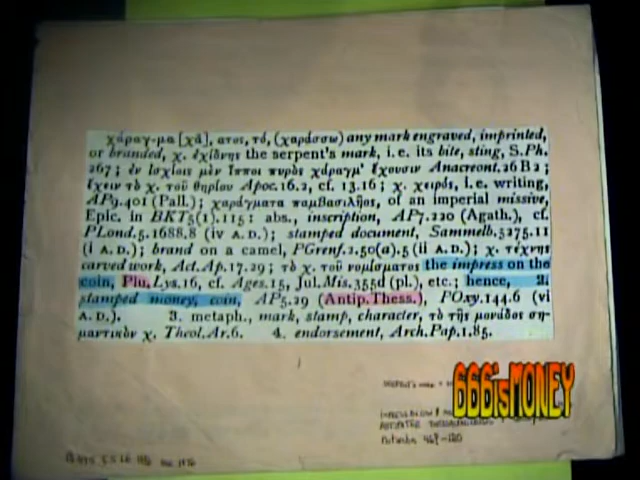 χάραγ-μα [χᾰ], ατος, τό, (χαράσσω) any mark engraved, imprinted,
or branded, χ. ἐχίδνης the serpent's mark, i.e. its bite, sting, S.Ph.
267; ἐν ἰσχίοις μὲν ἵπποι πυρὸς χάραγμ' ἔχουσιν Anacreont.26 B 2;
ἔχειν τὸ χ. τοῦ θηρίου Apoc.16.2, cf. 13.16; χ. χειρός, i.e. writing,
AP9.401 (Pall.); χαράγματα παμβασιλῆος, of an imperial missive,
Epic. in BKT5(1).115: abs., inscription, AP7.220 (Agath.), cf.
PLond.5.1688.8 (iv A.D.); stamped document, Sammelb.5275.11
(i A.D.); brand on a camel, PGrenf.2.50(a).5 (ii A.D.); χ. τέχνης
carved work, Act.Ap.17.29; τὸ χ. τοῦ νομίσματος the impress on the
coin, Plu.Lys.16, cf. Ages.15, Jul.Mis.355d (pl.), etc.; hence, 2.
stamped money, coin, AP5.29 (Antip.Thess.), POxy.144.6 (vi
A.D.). 3. metaph., mark, stamp, character, τὸ τῆς μονάδος ση-
μαντικὸν χ. Theol.Ar.6. 4. endorsement, Arch.Pap.1.85.
666isMONEY